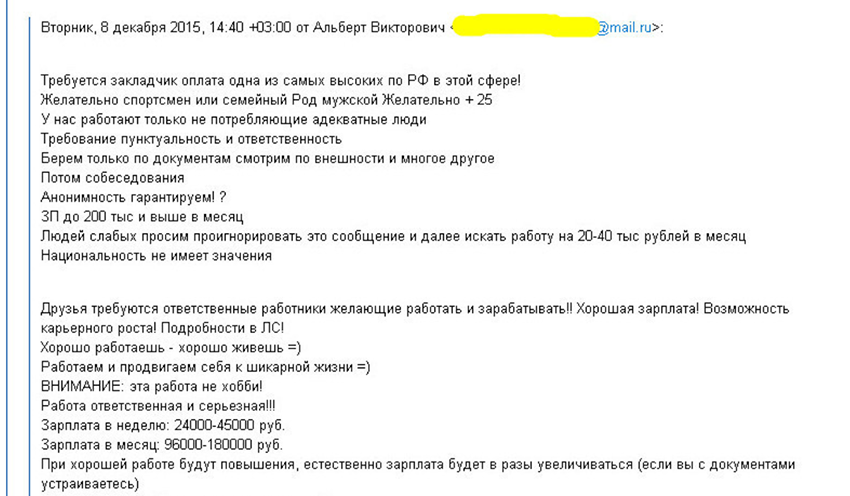 Вторник, 8 декабря 2015, 14:40 +03:00 от Альберт Викторович < @mail.ru>:
Требуется закладчик оплата одна из самых высоких по РФ в этой сфере!
Желательно спортсмен или семейный Род мужской Желательно + 25
У нас работают только не потребляющие адекватные люди
Требование пунктуальность и ответственность
Берем только по документам смотрим по внешности и многое другое
Потом собеседования
Анонимность гарантируем! ?
ЗП до 200 тыс и выше в месяц
Людей слабых просим проигнорировать это сообщение и далее искать работу на 20-40 тыс рублей в месяц
Национальность не имеет значения
Друзья требуются ответственные работники желающие работать и зарабатывать!! Хорошая зарплата! Возможность
карьерного роста! Подробности в ЛС!
Хорошо работаешь - хорошо живешь =)
Работаем и продвигаем себя к шикарной жизни =)
ВНИМАНИЕ: эта работа не хобби!
Работа ответственная и серьезная!!!
Зарплата в неделю: 24000-45000 руб.
Зарплата в месяц: 96000-180000 руб.
При хорошей работе будут повышения, естественно зарплата будет в разы увеличиваться (если вы с документами
устраиваетесь)